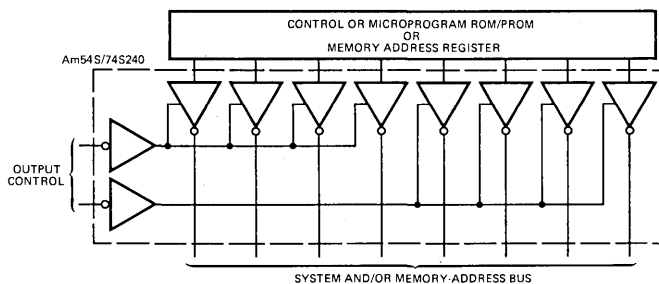 CONTROL OR MICROPROGRAM ROM/PROM
OR
MEMORY ADDRESS REGISTER
Am54S/74S240
OUTPUT
CONTROL
SYSTEM AND/OR MEMORY-ADDRESS BUS